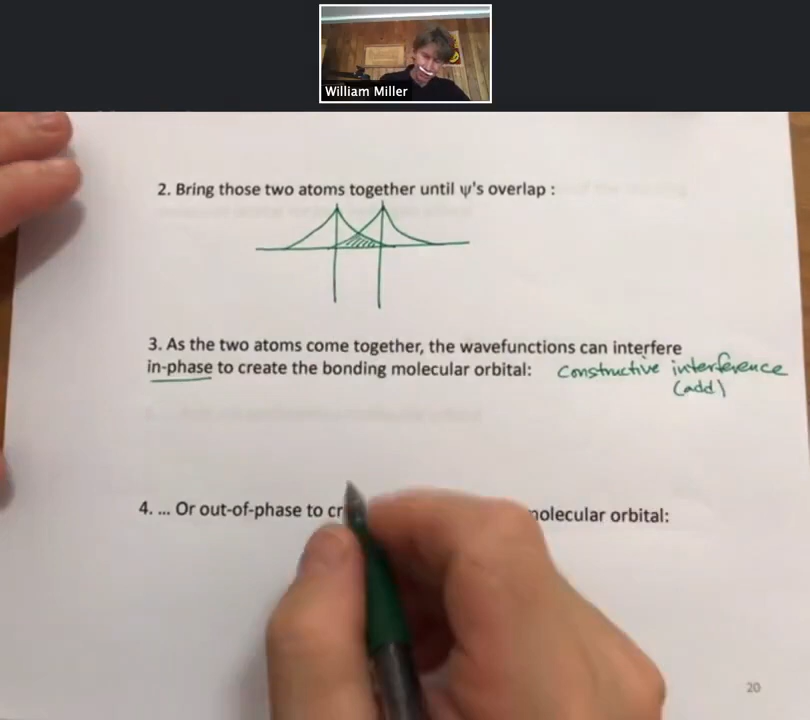 William Miller
2. Bring those two atoms together until ψ's overlap :
3. As the two atoms come together, the wavefunctions can interfere
in-phase to create the bonding molecular orbital: constructive interference
(add)
4. ... Or out-of-phase to molecular orbital:
20